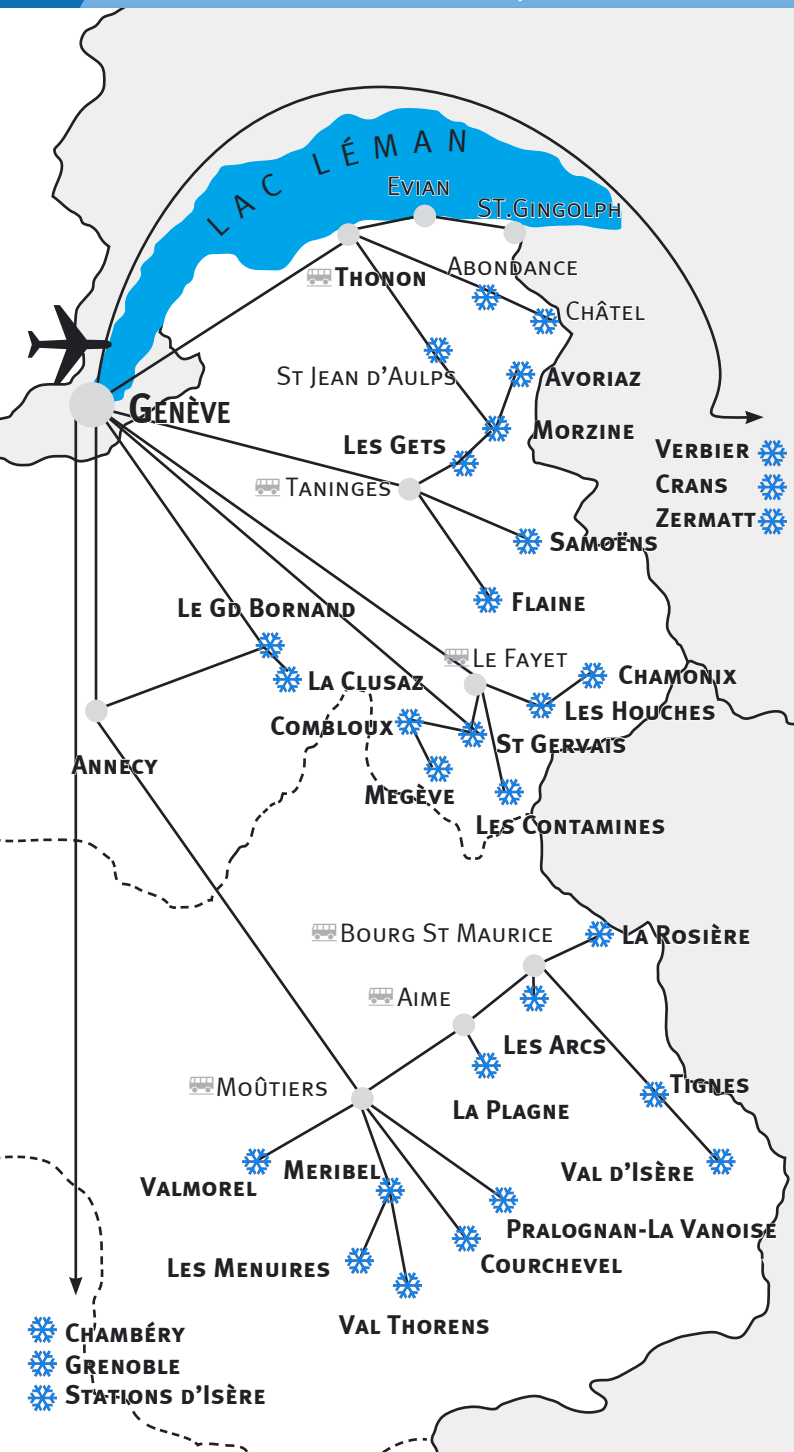 LAC LÉMAN
EVIAN
ST.GINGOLPH
THONON
ABONDANCE
CHÂTEL
ST JEAN D'AULPS
AVORIAZ
GENÈVE
MORZINE
LES GETS
VERBIER
TANINGES
CRANS
ZERMATT
SAMOËNS
FLAINE
LE GD BORNAND
LE FAYET
LA CLUSAZ
CHAMONIX
LES HOUCHES
COMBLOUX
ST GERVAIS
ANNECY
MEGÈVE
LES CONTAMINES
BOURG ST MAURICE
LA ROSIÈRE
AIME
LES ARCS
MOÛTIERS
TIGNES
LA PLAGNE
MERIBEL
VAL D'ISÈRE
VALMOREL
PRALOGNAN-LA VANOISE
LES MENUIRES
COURCHEVEL
VAL THORENS
CHAMBÉRY
GRENOBLE
STATIONS D'ISÈRE